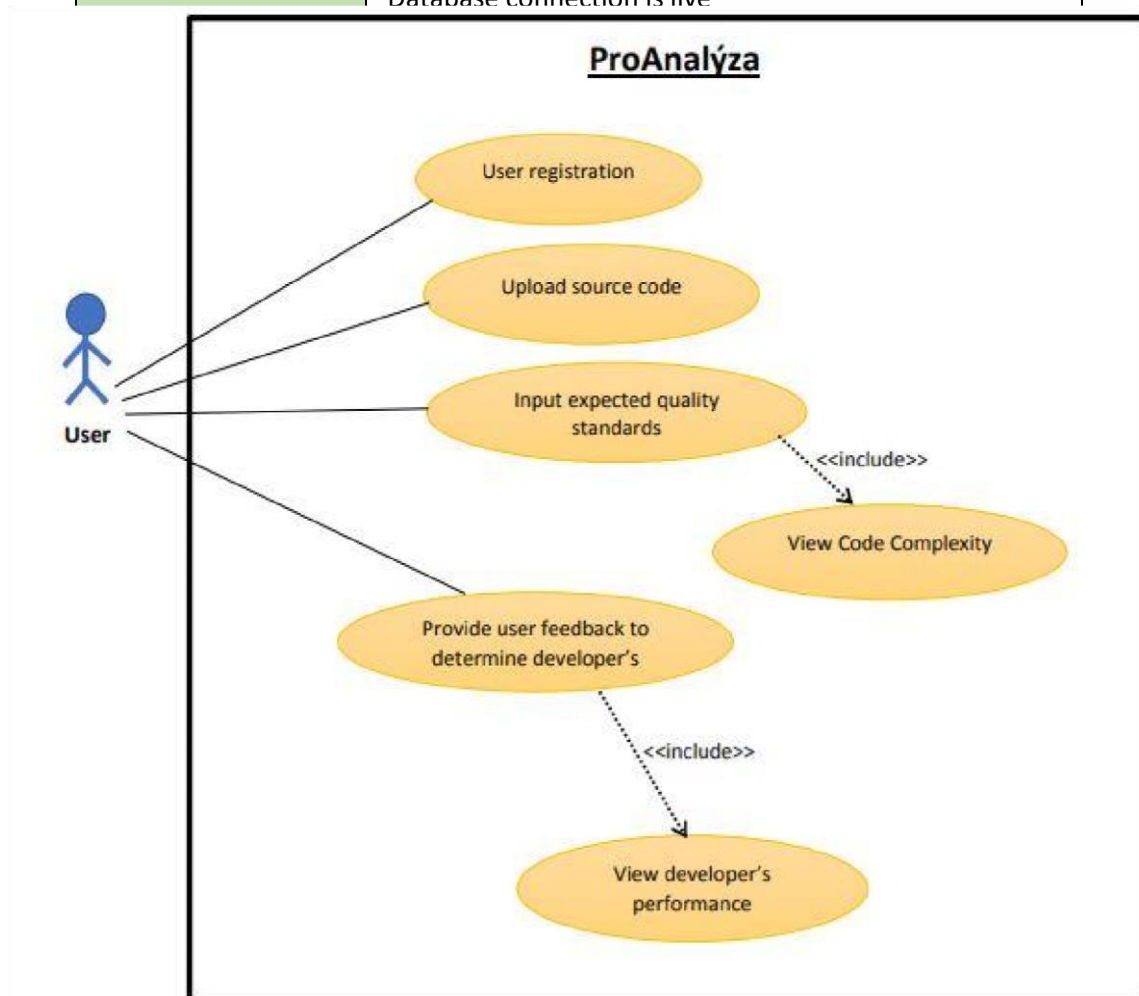 Database connection is live
ProAnalýza
User registration
Upload source code
Input expected quality
standards
User
<<include>>
View Code Complexity
Provide user feedback to
determine developer's
<<include>>
View developer's
performance